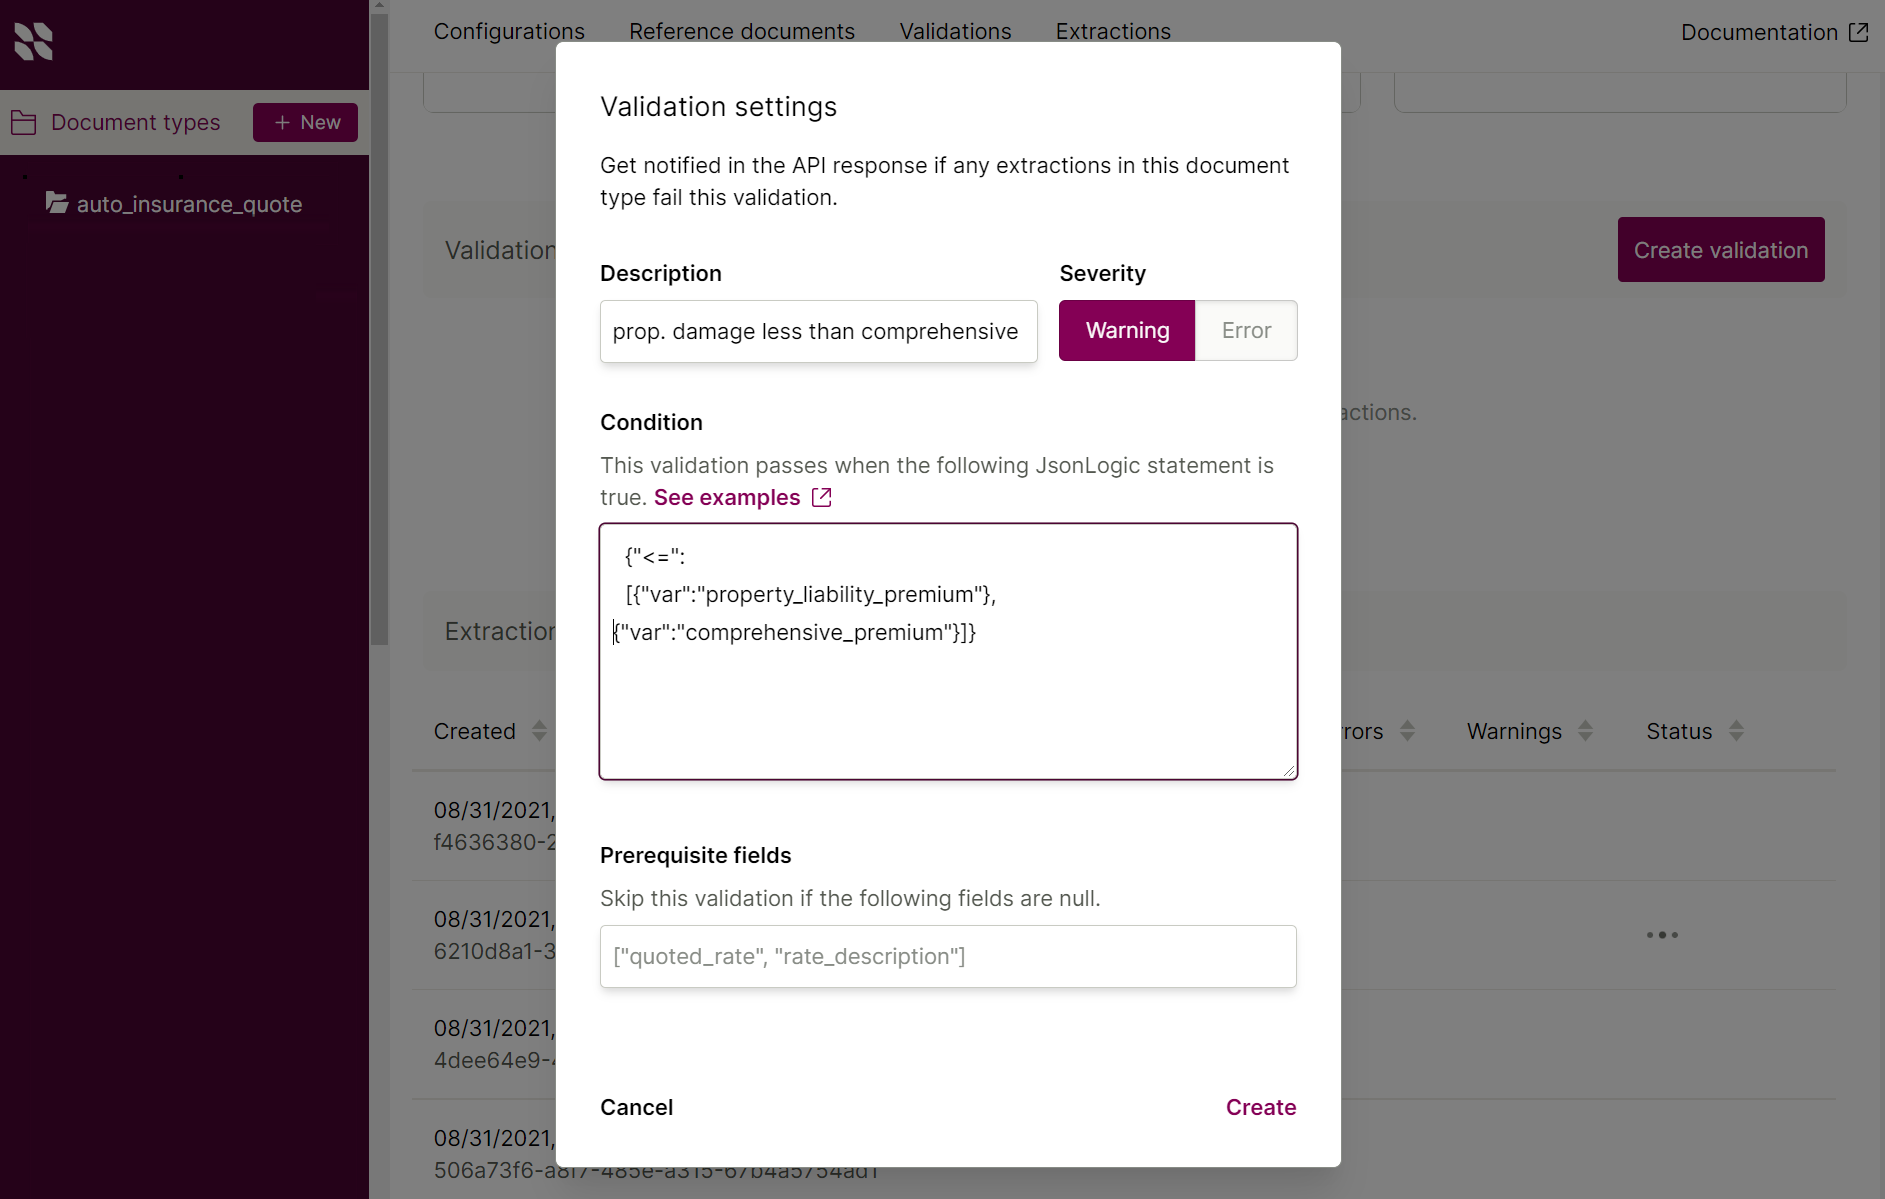 Configurations
Reference documents
Validations
Extractions
Documentation
Document types
+ New
auto_insurance_quote
Validation
Create validation
actions.
Extraction
Created
rors
Warnings
Status
08/31/2021,
f4636380-2
08/31/2021,
6210d8a1-3
08/31/2021,
4dee64e9-
08/31/2021,
506a73f6-a8f7-485e-a315-67b4a5754ad1
Validation settings
Get notified in the API response if any extractions in this document
type fail this validation.
Description
Severity
prop. damage less than comprehensive
Warning
Error
Condition
This validation passes when the following JsonLogic statement is
true. See examples
{"<=":
[{"var":"property_liability_premium"},
{"var":"comprehensive_premium"}]}
Prerequisite fields
Skip this validation if the following fields are null.
["quoted_rate", "rate_description"]
Cancel
Create